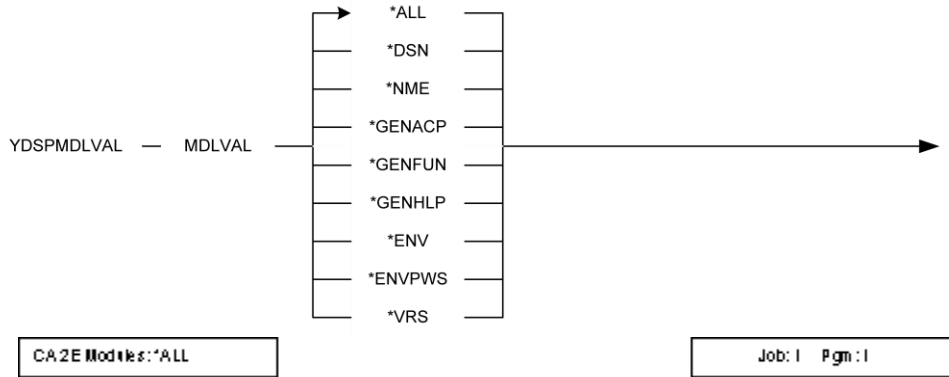 *ALL
*DSN
*NME
*GENACP
YDSPMDLVAL — MDLVAL
*GENFUN
*GENHLP
*ENV
*ENVPWS
*VRS
CA 2E Modules: *ALL
Job: I Pgm: I